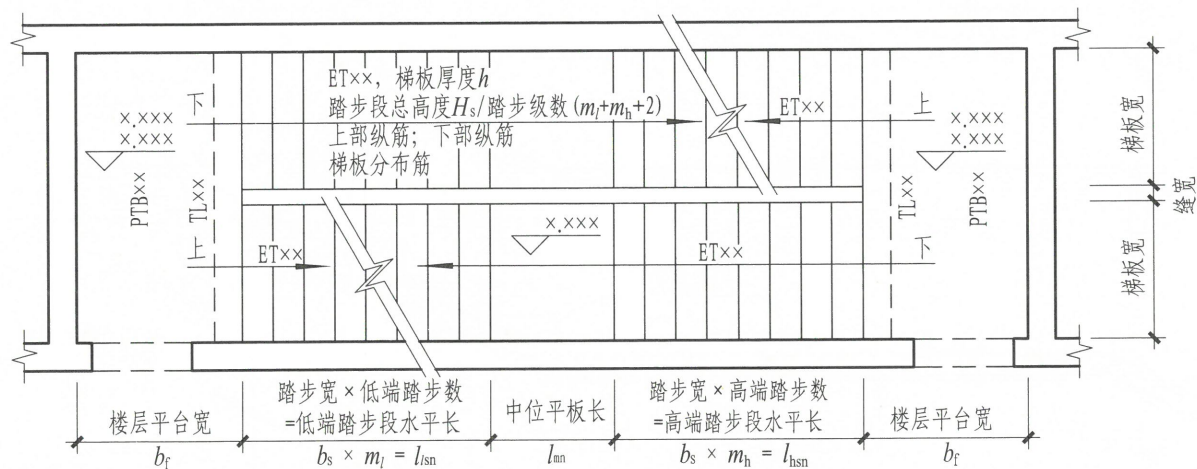 ET××，梯板厚度h
踏步段总高度Hs/踏步级数(ml+mh+2)
上部纵筋；下部纵筋
梯板分布筋
下
ET××
上
×.×××
×.×××
PTB××
TL××
×.×××
×.×××
TL××
PTB××
梯板宽
缝宽
梯板宽
上
ET××
×.×××
ET××
下
踏步宽×低端踏步数
=低端踏步段水平长
踏步宽×高端踏步数
=高端踏步段水平长
楼层平台宽
中位平板长
楼层平台宽
bf
bs × ml = llsn
lmn
bs × mh = lhsn
bf